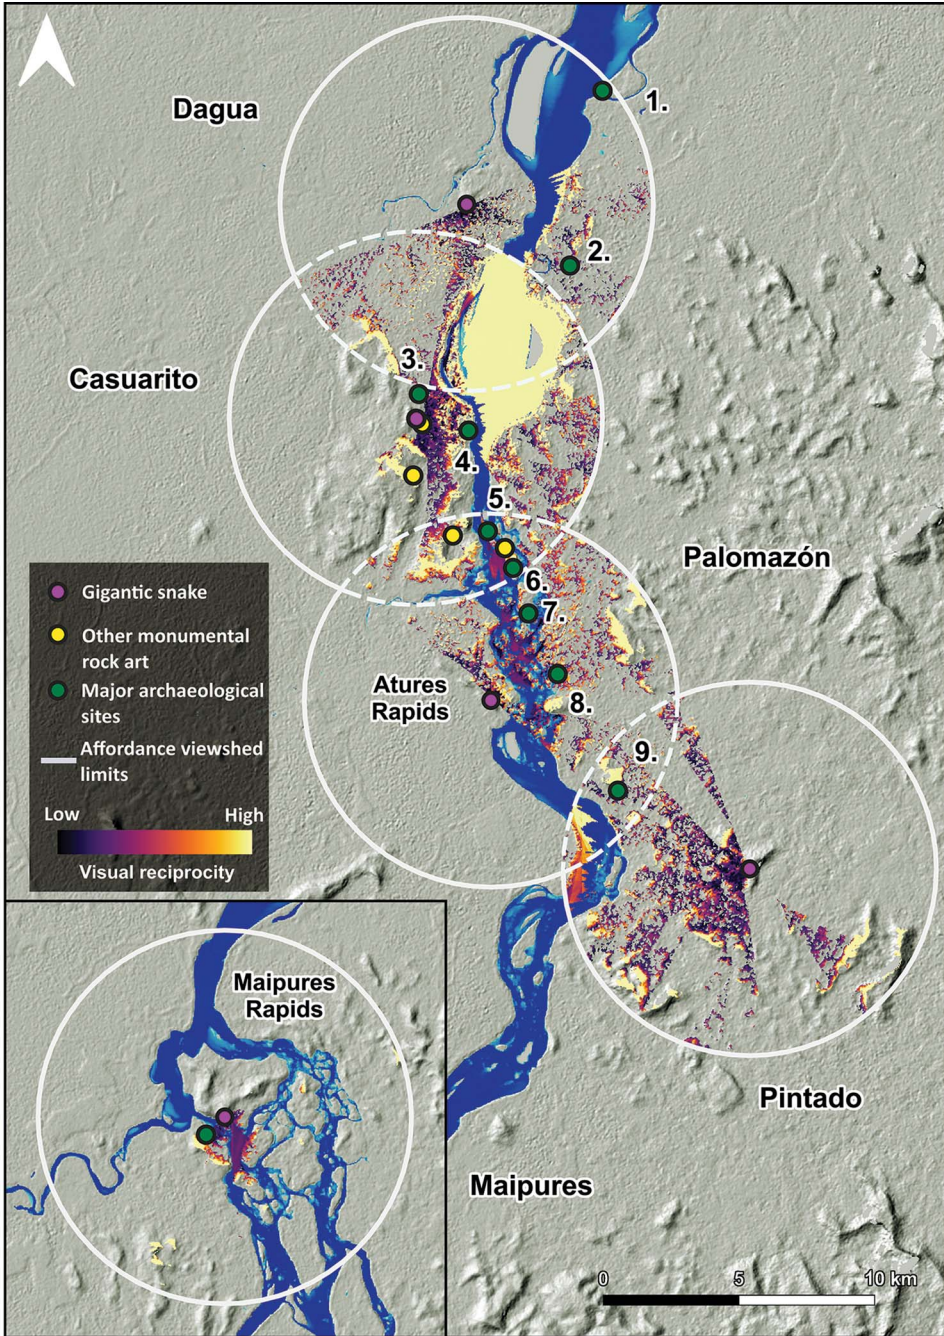 Dagua
1.
2.
3.
Casuarito
4.
5.
Palomazón
6.
7.
Gigantic snake
Other monumental
rock art
Major archaeological
sites
Affordance viewshed
limits
Low High
Visual reciprocity
Atures
Rapids
8.
9.
Maipures
Rapids
Pintado
Maipures
0 5 10 km